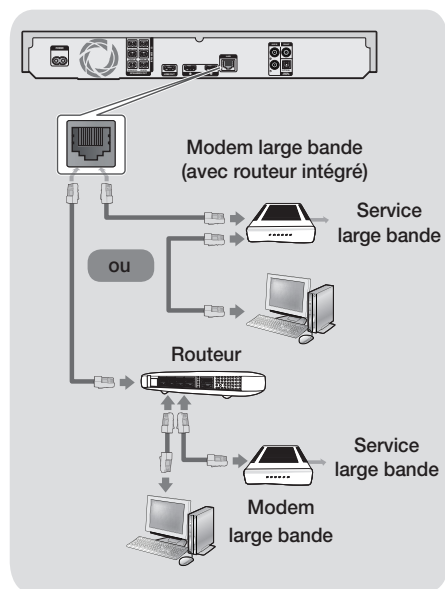 Modem large bande
(avec routeur intégré)
Service
large bande
ou
Routeur
Service
large bande
Modem
large bande